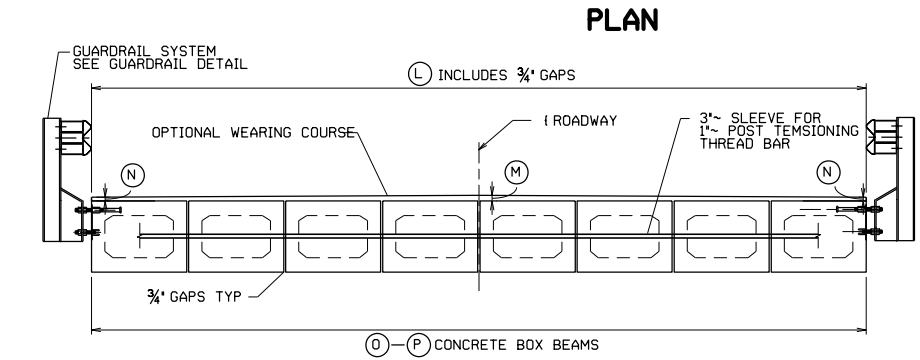 PLAN
GUARDRAIL SYSTEM
SEE GUARDRAIL DETAIL
L INCLUDES ¾" GAPS
OPTIONAL WEARING COURSE
ROADWAY
3"~ SLEEVE FOR
1"~ POST TEMSIONING
THREAD BAR
N
M
N
¾" GAPS TYP
O–P CONCRETE BOX BEAMS